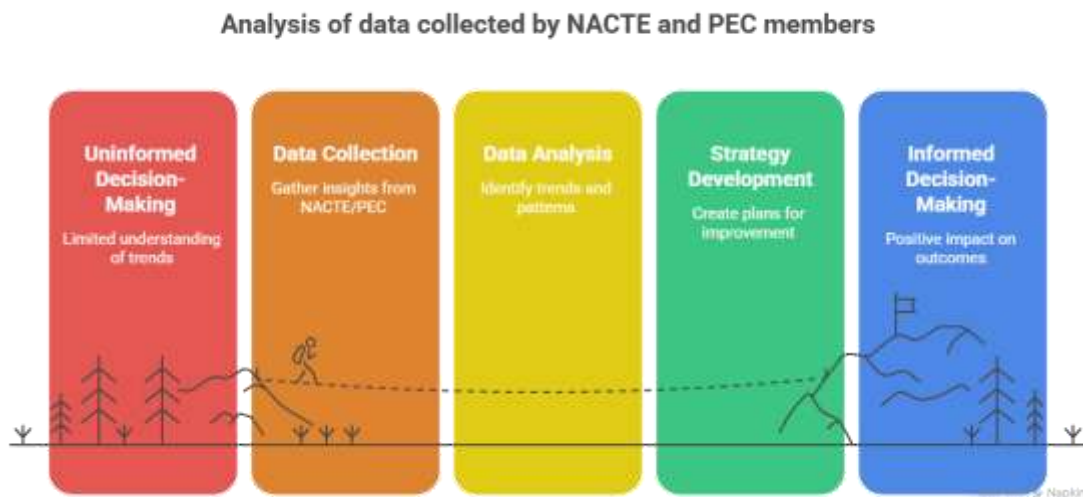 Analysis of data collected by NACTE and PEC members
Uninformed
Decision-
Making
Limited understanding
of trends
Data Collection
Gather insights from
NACTE/PEC
Data Analysis
Identify trends and
patterns
Strategy
Development
Create plans for
improvement
Informed
Decision-
Making
Positive impact on
outcomes
Napkin